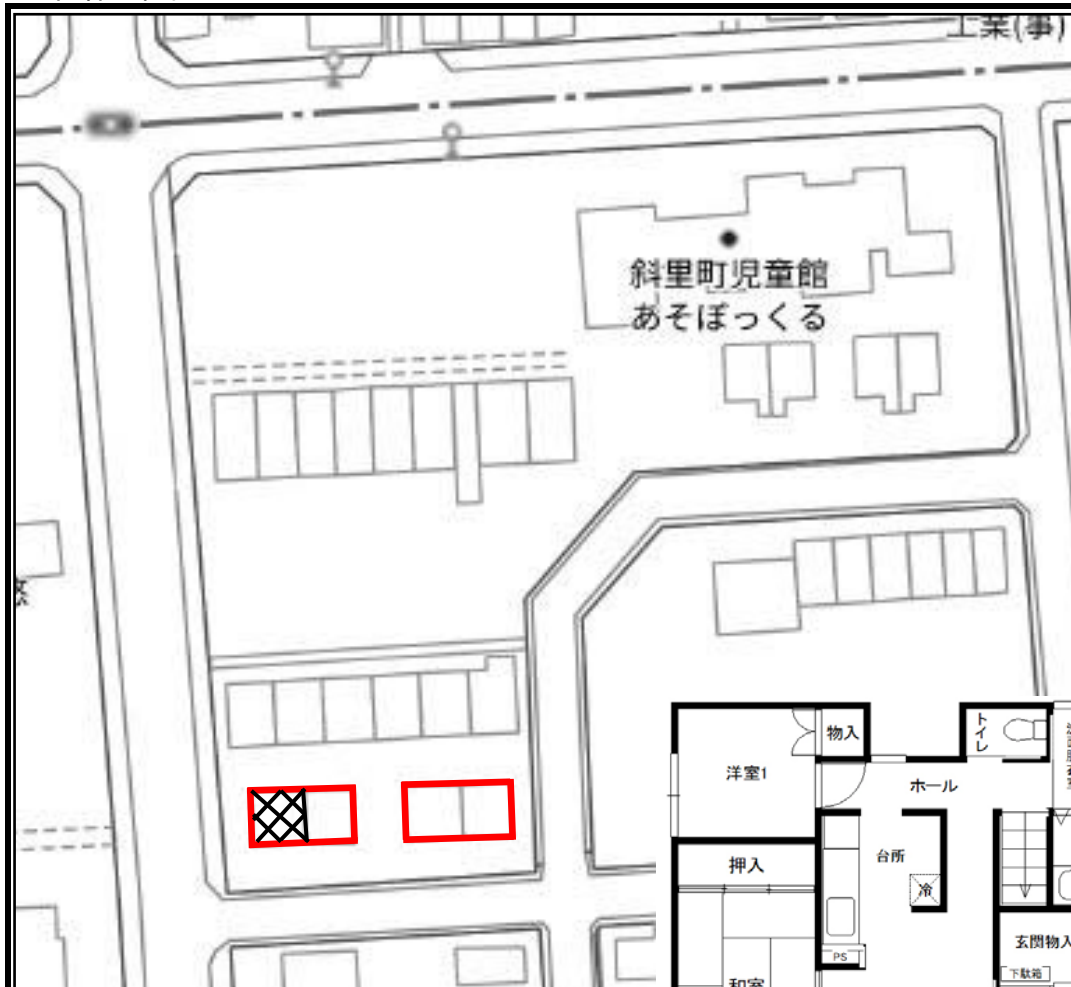 工業(事)
斜里町児童館
あそぼっくる
物入
トイレ
洋室1
ホール
台所
押入
冷
玄関物入
PS
下駄箱
和室